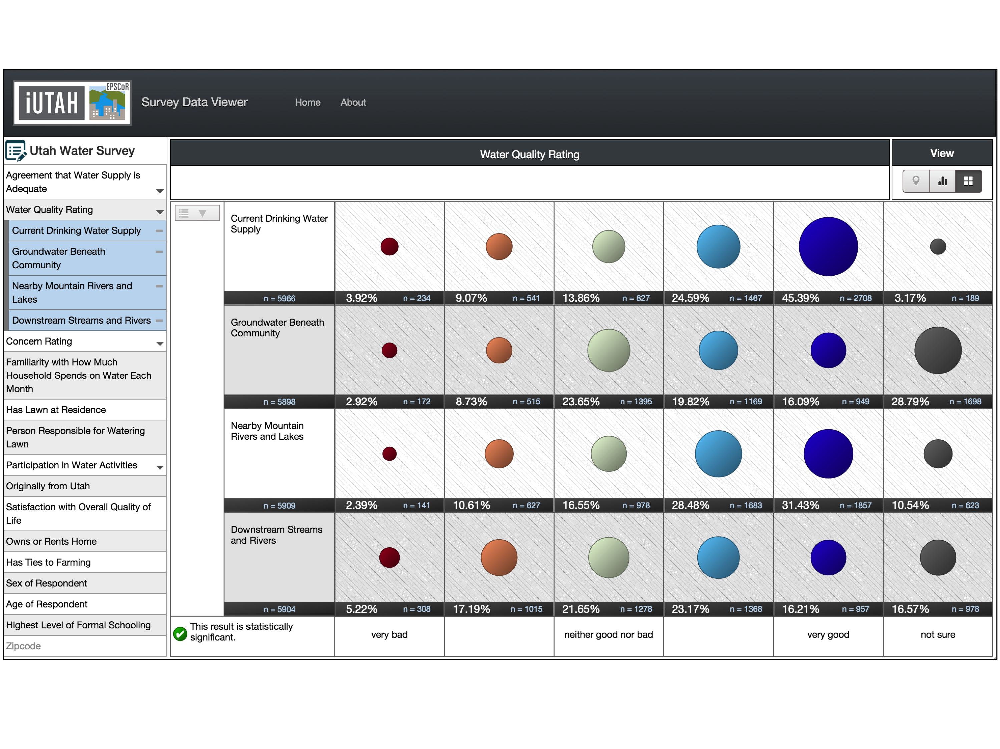 iUTAH
EPSCoR
Survey Data Viewer
Home
About
Utah Water Survey
Agreement that Water Supply is
Adequate
Water Quality Rating
Current Drinking Water Supply
Groundwater Beneath
Community
Nearby Mountain Rivers and
Lakes
Downstream Streams and Rivers
Concern Rating
Familiarity with How Much
Household Spends on Water Each
Month
Has Lawn at Residence
Person Responsible for Watering
Lawn
Participation in Water Activities
Originally from Utah
Satisfaction with Overall Quality of
Life
Owns or Rents Home
Has Ties to Farming
Sex of Respondent
Age of Respondent
Highest Level of Formal Schooling
Zipcode
Water Quality Rating
View
Current Drinking Water
Supply
n = 5966
3.92% n = 234
9.07% n = 541
13.86% n = 827
24.59% n = 1467
45.39% n = 2708
3.17% n = 189
Groundwater Beneath
Community
n = 5898
2.92% n = 172
8.73% n = 515
23.65% n = 1395
19.82% n = 1169
16.09% n = 949
28.79% n = 1698
Nearby Mountain
Rivers and Lakes
n = 5909
2.39% n = 141
10.61% n = 627
16.55% n = 978
28.48% n = 1683
31.43% n = 1857
10.54% n = 623
Downstream Streams
and Rivers
n = 5904
5.22% n = 308
17.19% n = 1015
21.65% n = 1278
23.17% n = 1368
16.21% n = 957
16.57% n = 978
This result is statistically
significant.
very bad
neither good nor bad
very good
not sure